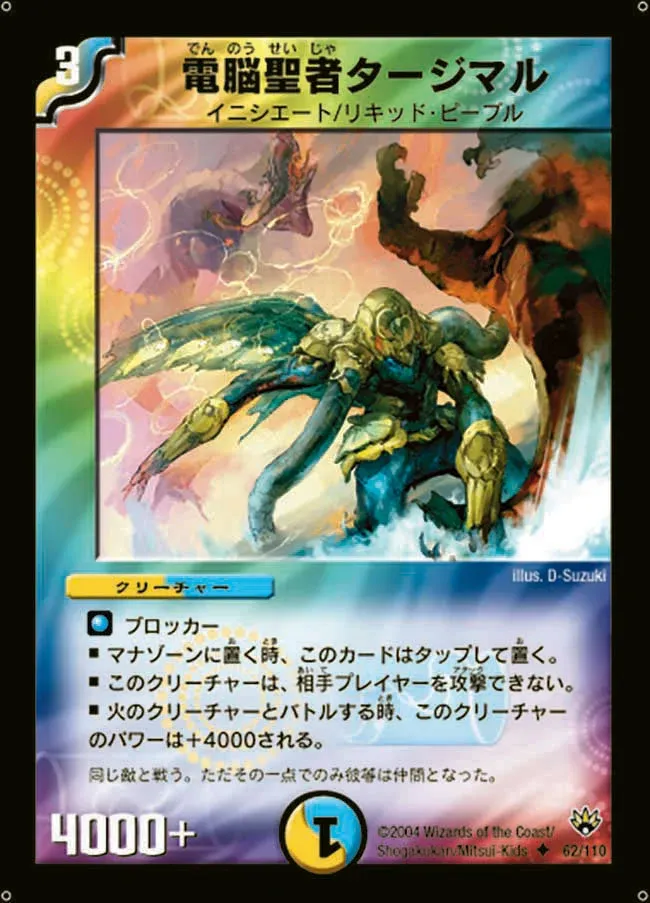 3
でん のう せい じゃ
電脳聖者タージマル
イニシエート/リキッド・ピープル
illus. D-Suzuki
クリーチャー
ブロッカー
■ マナゾーンに置く時、このカードはタップして置く。
■ このクリーチャーは、相手プレイヤーを攻撃できない。
■ 火のクリーチャーとバトルする時、このクリーチャー
のパワーは+4000される。
同じ敵と戦う。ただその一点でのみ彼等は仲間となった。
4000+
1
©2004 Wizards of the Coast/
Shogakukan/Mitsui-Kids
62/110